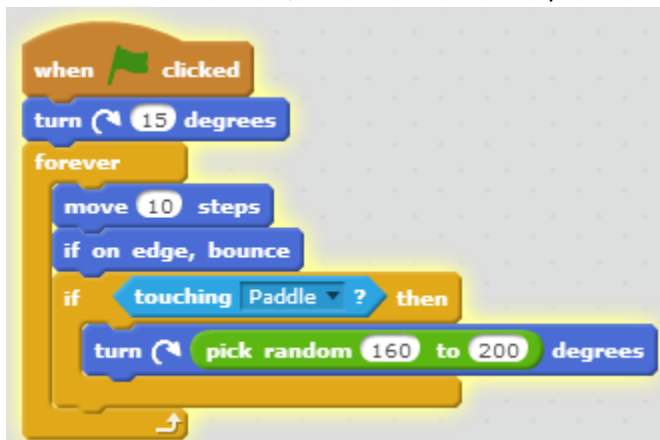 when clicked
turn 15 degrees
forever
move 10 steps
if on edge, bounce
if touching Paddle ? then
turn pick random 160 to 200 degrees